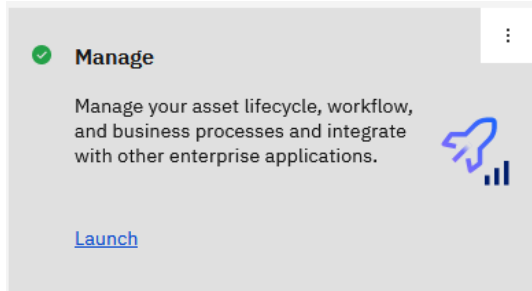 Manage
Manage your asset lifecycle, workflow,
and business processes and integrate
with other enterprise applications.
Launch